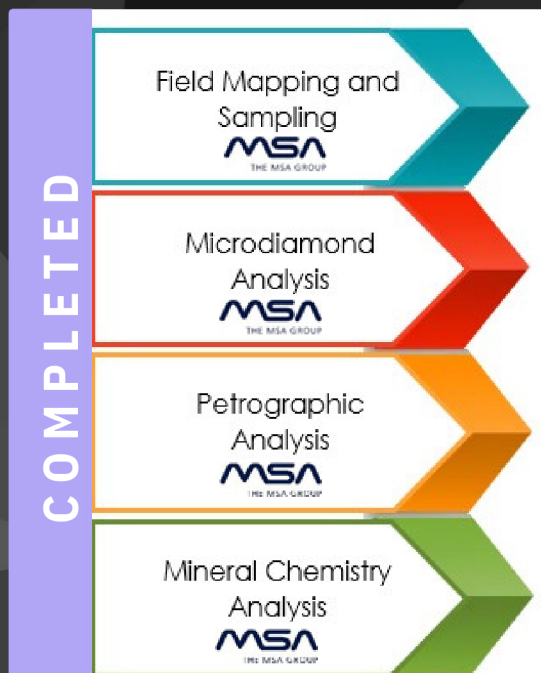 COMPLETED
Field Mapping and
Sampling
MSA
THE MSA GROUP
Microdiamond
Analysis
MSA
THE MSA GROUP
Petrographic
Analysis
MSA
THE MSA GROUP
Mineral Chemistry
Analysis
MSA
THE MSA GROUP